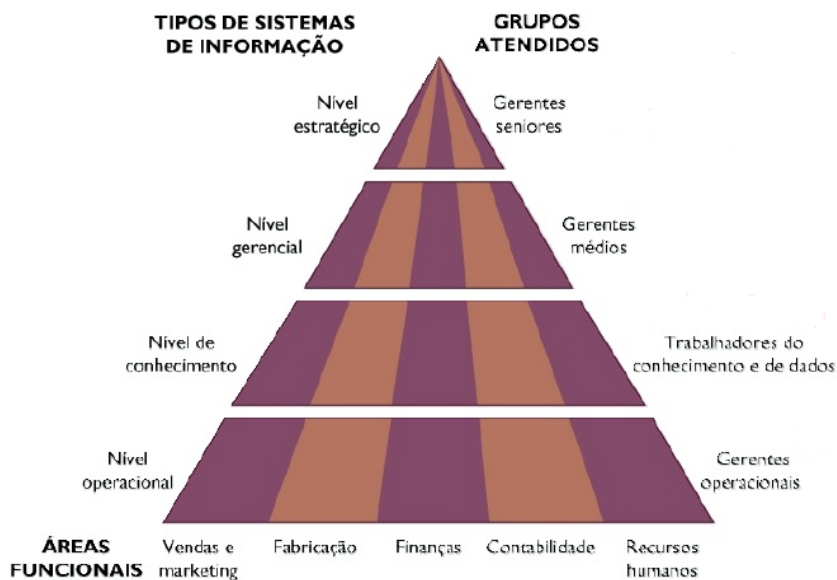 TIPOS DE SISTEMAS
DE INFORMAÇÃO
GRUPOS
ATENDIDOS
Nível
estratégico
Gerentes
seniores
Nível
gerencial
Gerentes
médios
Nível de
conhecimento
Trabalhadores do
conhecimento e de dados
Nível
operacional
Gerentes
operacionais
ÁREAS
FUNCIONAIS
Vendas e
marketing
Fabricação
Finanças
Contabilidade
Recursos
humanos